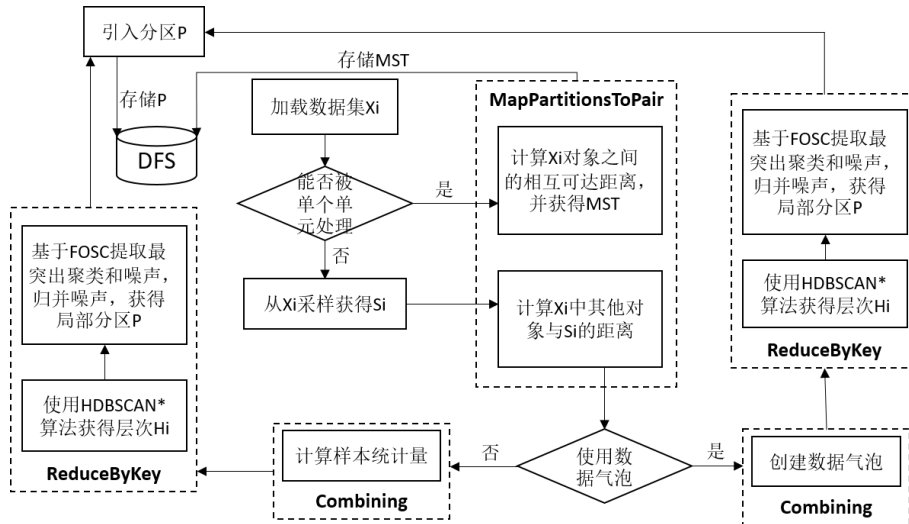 引入分区P
存储MST
存储P
DFS
加载数据集Xi
能否被
单个单
元处理
是
否
从Xi采样获得Si
MapPartitionsToPair
计算Xi对象之间
的相互可达距离，
并获得MST
计算Xi中其他对
象与Si的距离
基于FOSC提取最
突出聚类和噪声，
归并噪声，获得
局部分区P
使用HDBSCAN*
算法获得层次Hi
ReduceByKey
基于FOSC提取最
突出聚类和噪声，
归并噪声，获得
局部分区P
使用HDBSCAN*
算法获得层次Hi
ReduceByKey
计算样本统计量
Combining
否
使用数
据气泡
是
创建数据气泡
Combining